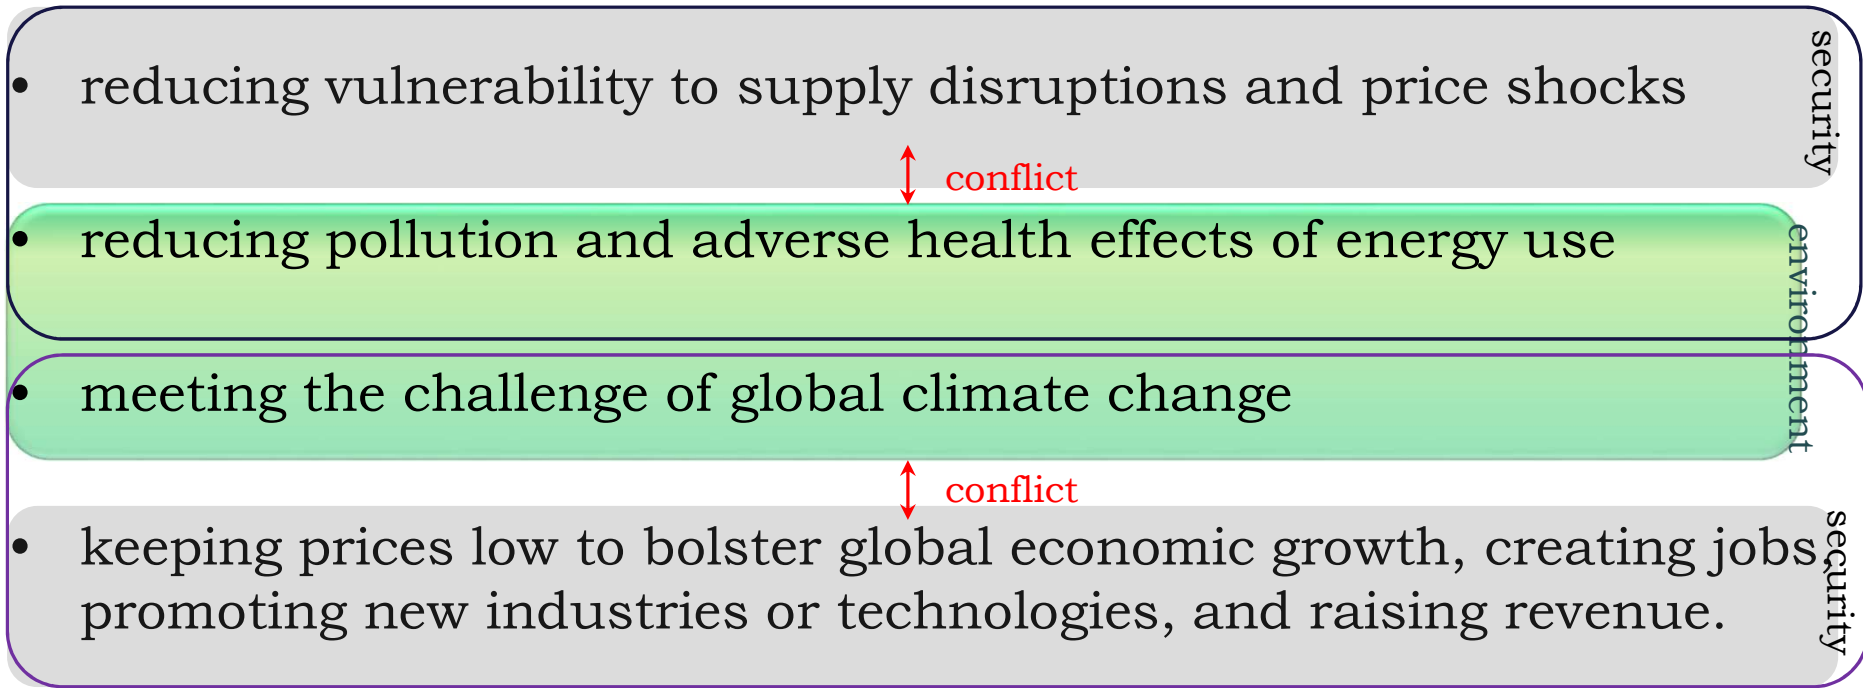 • reducing vulnerability to supply disruptions and price shocks
security
conflict
• reducing pollution and adverse health effects of energy use
environment
• meeting the challenge of global climate change
conflict
• keeping prices low to bolster global economic growth, creating jobs,
promoting new industries or technologies, and raising revenue.
security